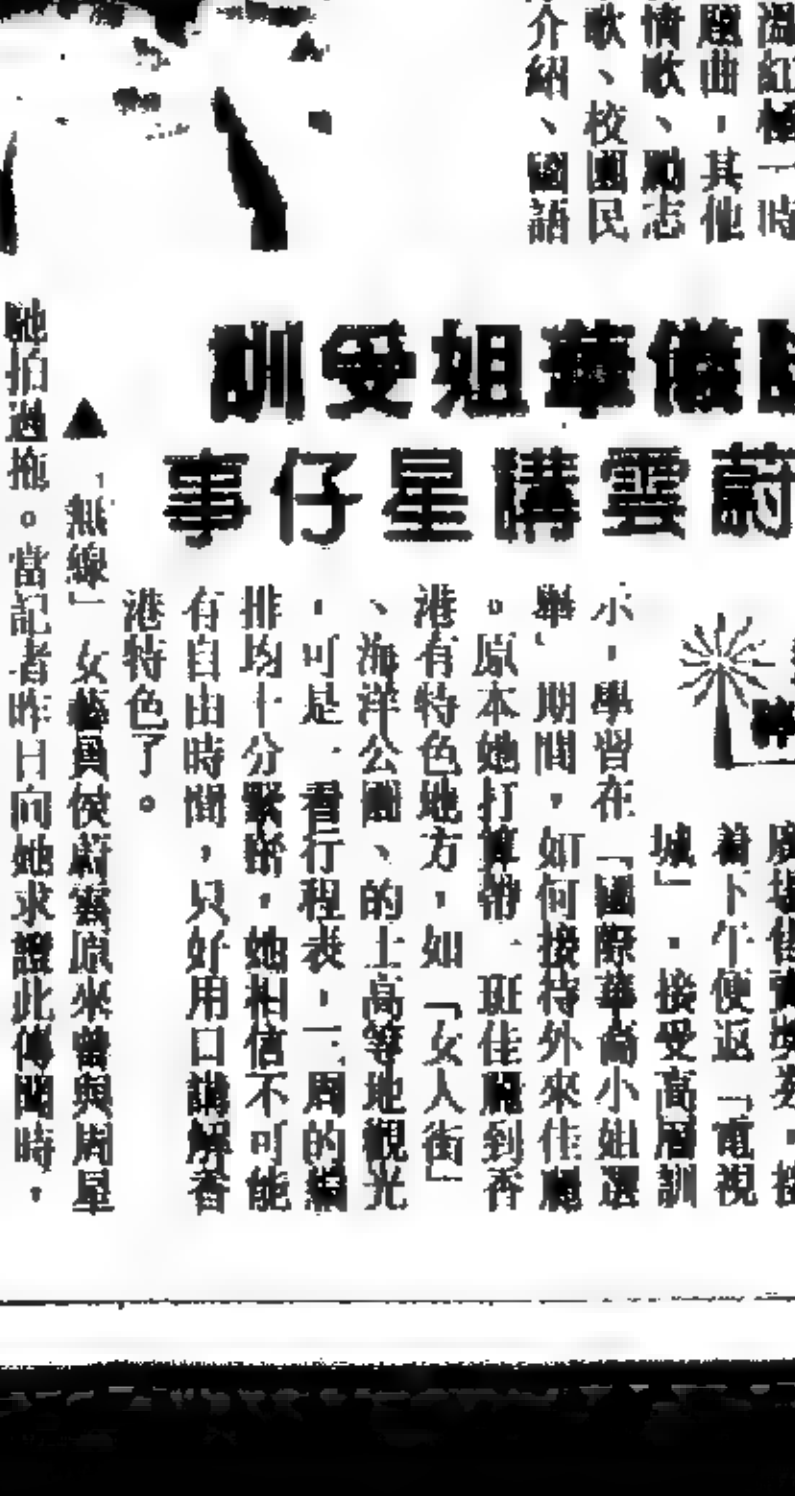 時
曲，其他
情歌、勵志
歌、校園民
介紹、國語
儀華姐受訓
蔚雲講星仔事
着下午便返「電視
城」，接受高層訓
示，學習在「國際華裔小姐選
舉」期間，如何接待外來佳麗
。原本她打算帶一班佳麗到香
港有特色地方，如「女人街」
、海洋公園、的士高等地觀光
，可是，看行程表，一周的
排均十分緊密，她相信不可能
有自由時間，只好用口講解香
港特色了。
▲「無線」女藝員侯蔚雲原來曾與周星
馳拍過拖。當記者昨日向她求證此傳聞時，